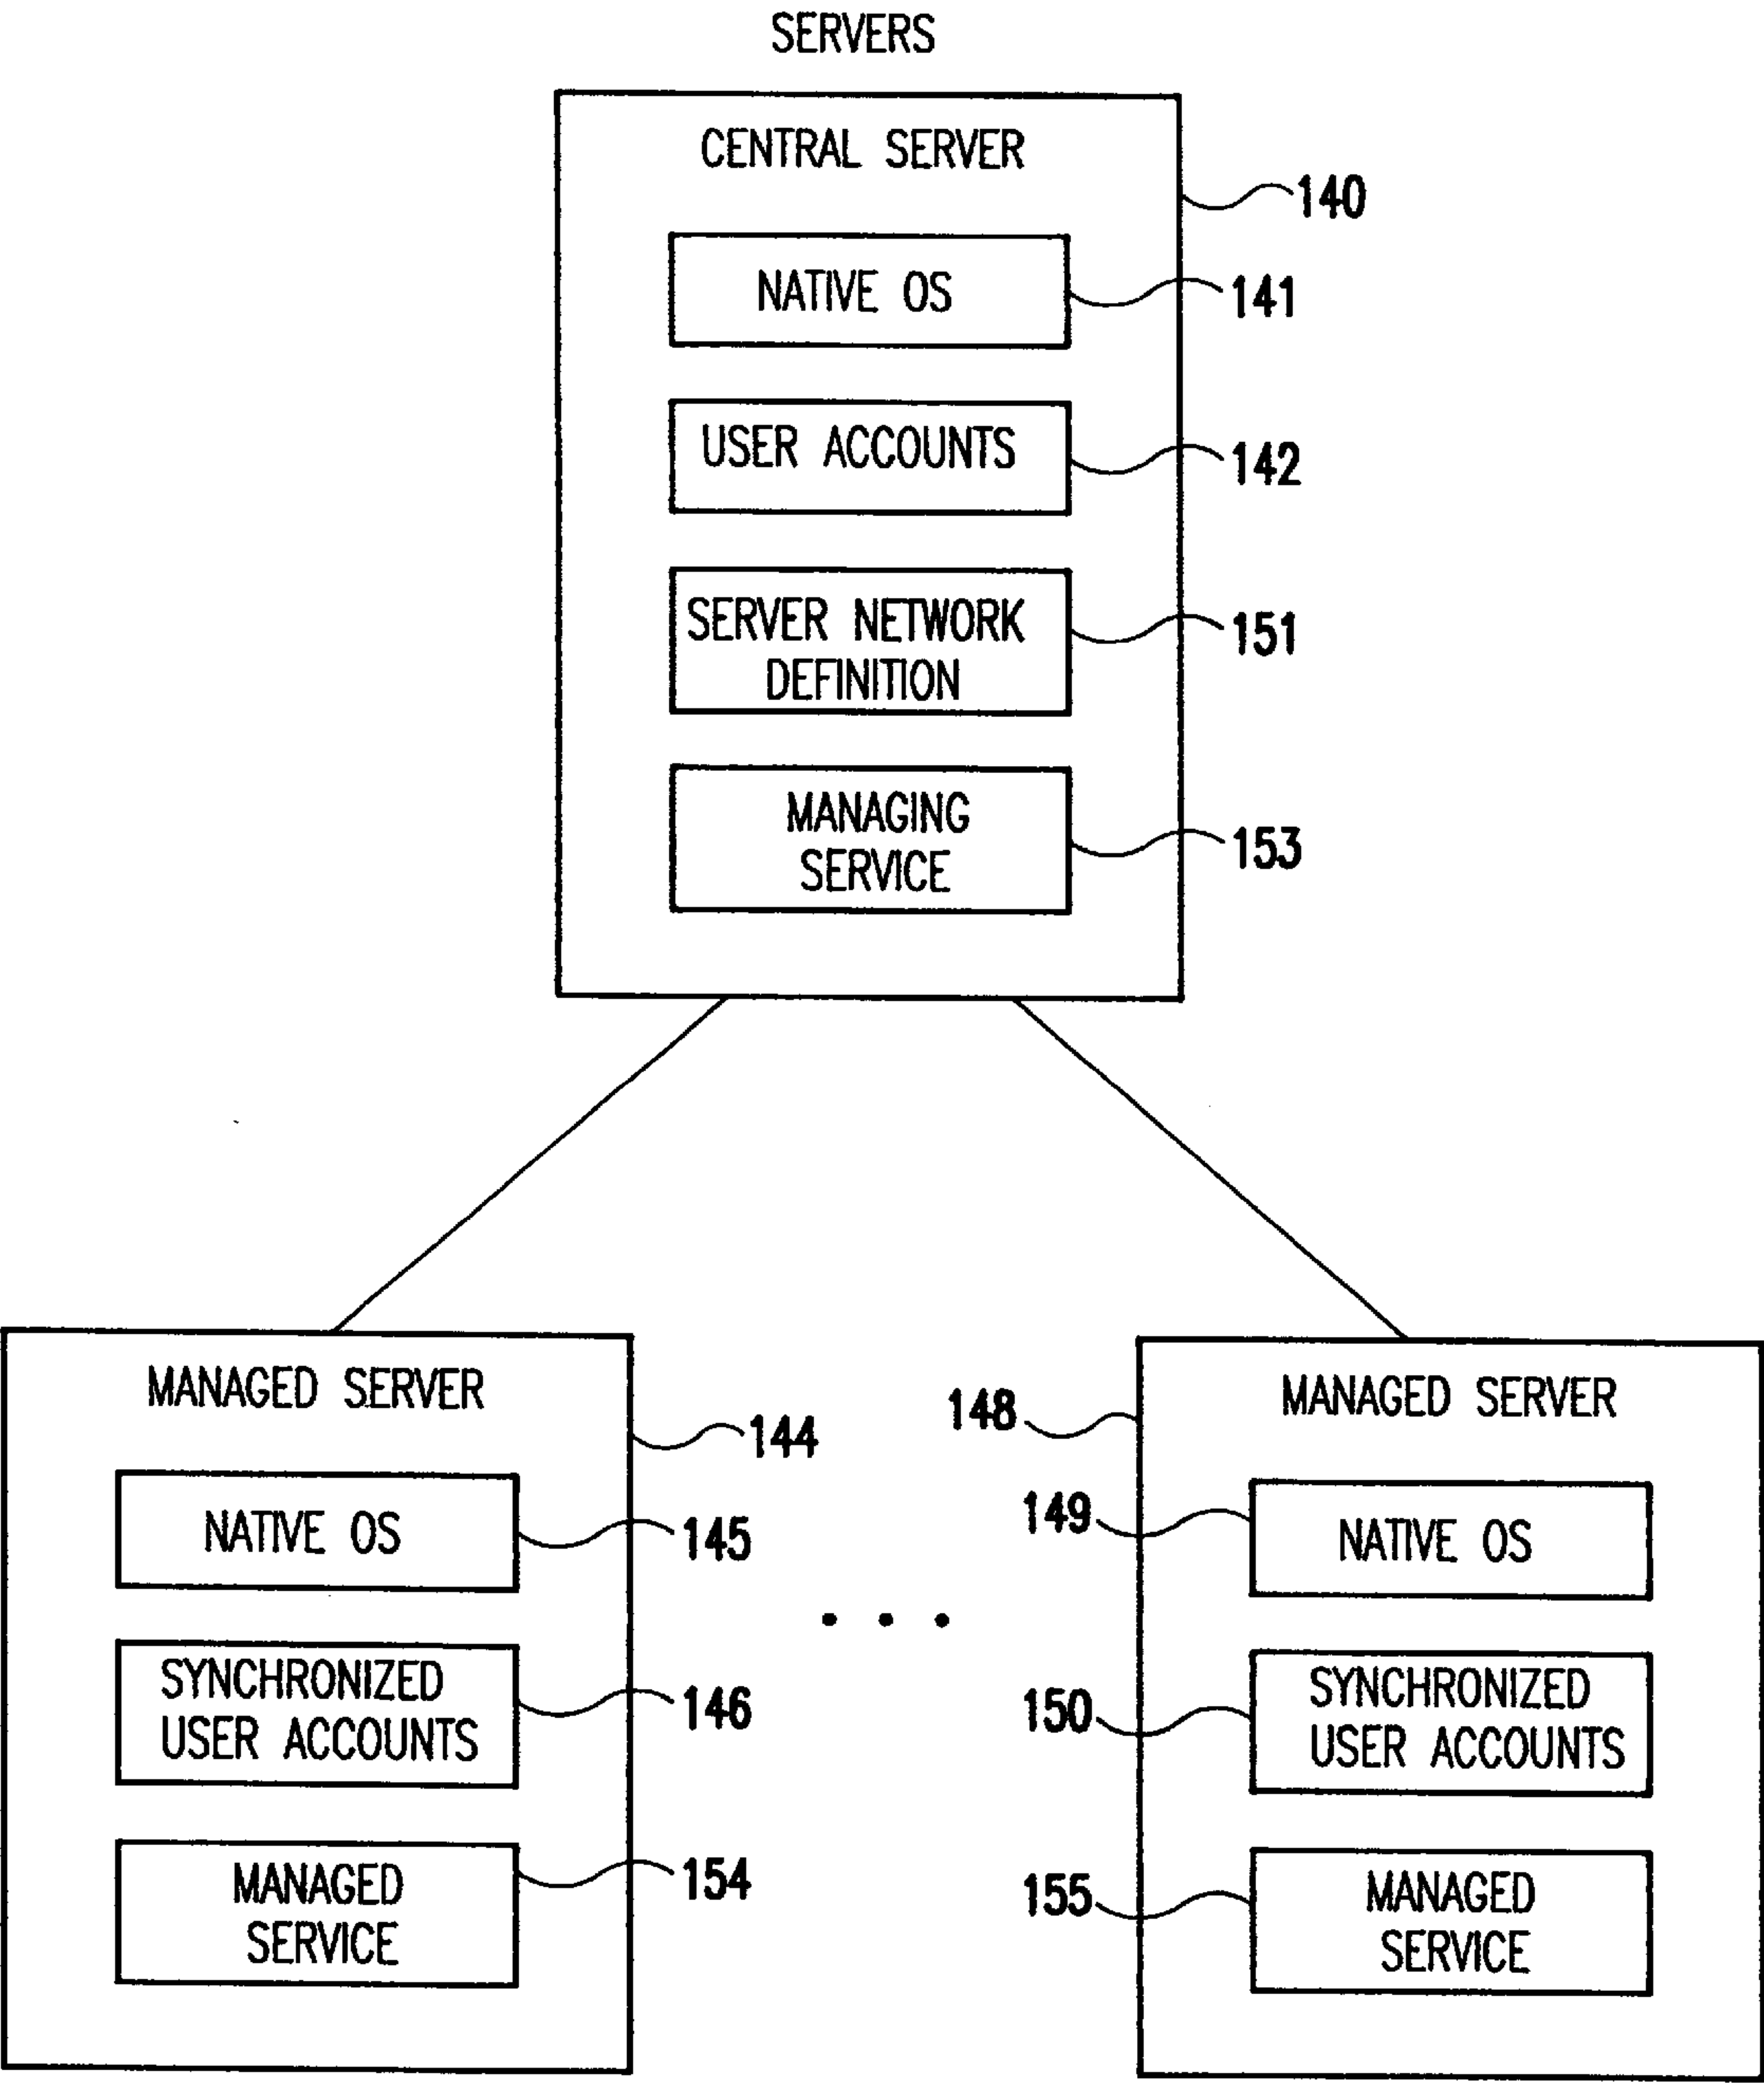 SERVERS
CENTRAL SERVER
140
NATIVE OS
141
USER ACCOUNTS
142
SERVER NETWORK
DEFINITION
151
MANAGING
SERVICE
153
MANAGED SERVER
144
NATIVE OS
145
SYNCHRONIZED
USER ACCOUNTS
146
MANAGED
SERVICE
154
148
MANAGED SERVER
149
NATIVE OS
150
SYNCHRONIZED
USER ACCOUNTS
155
MANAGED
SERVICE